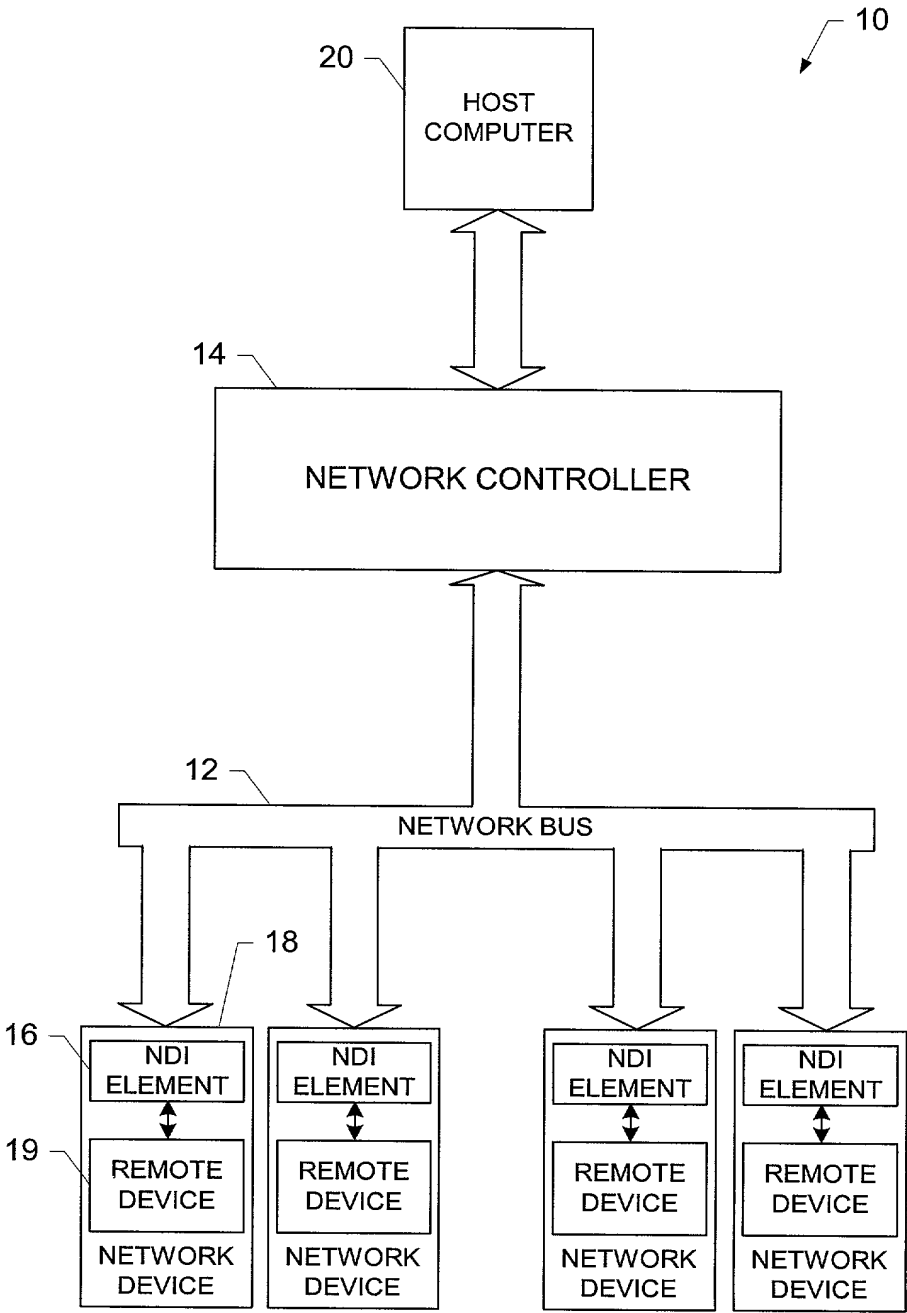 10
20
HOST
COMPUTER
14
NETWORK CONTROLLER
12
NETWORK BUS
18
16
NDI
ELEMENT
NDI
ELEMENT
NDI
ELEMENT
NDI
ELEMENT
19
REMOTE
DEVICE
REMOTE
DEVICE
REMOTE
DEVICE
REMOTE
DEVICE
NETWORK
DEVICE
NETWORK
DEVICE
NETWORK
DEVICE
NETWORK
DEVICE